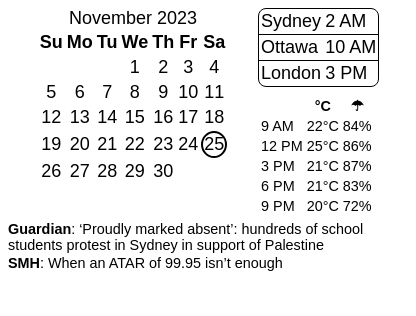 November 2023
Su Mo Tu We Th Fr Sa
1 2 3 4
5 6 7 8 9 10 11
12 13 14 15 16 17 18
19 20 21 22 23 24 25
26 27 28 29 30
Sydney 2 AM
Ottawa 10 AM
London 3 PM
°C ☂
9 AM 22°C 84%
12 PM 25°C 86%
3 PM 21°C 87%
6 PM 21°C 83%
9 PM 20°C 72%
Guardian: ‘Proudly marked absent’: hundreds of school
students protest in Sydney in support of Palestine
SMH: When an ATAR of 99.95 isn’t enough